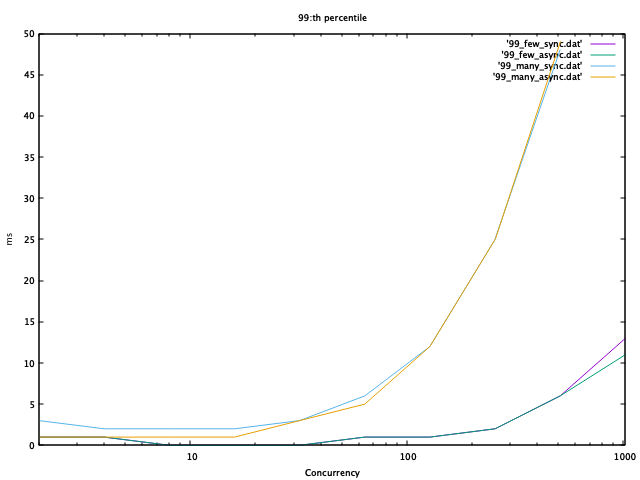 99:th percentile
50
45
40
35
30
25
20
15
10
5
0
ms
'99_few_sync.dat'
'99_few_async.dat'
'99_many_sync.dat'
'99_many_async.dat'
10
100
1000
Concurrency